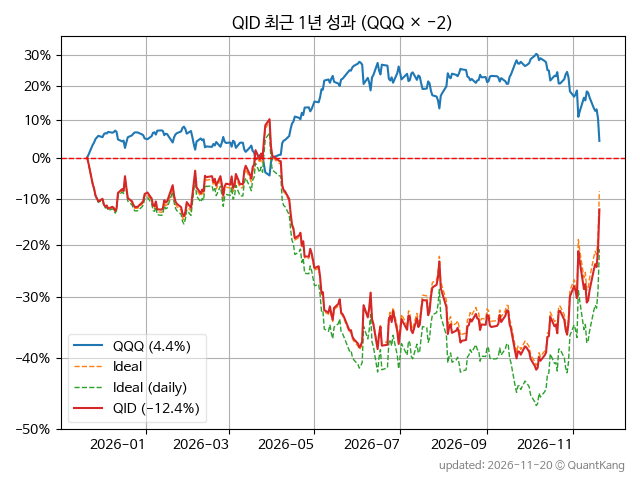 QID 최근 1년 성과 (QQQ × −2)
30%
20%
10%
0%
−10%
−20%
−30%
−40%
−50%
QQQ (4.4%)
Ideal
Ideal (daily)
QID (−12.4%)
2026-01 2026-03 2026-05 2026-07 2026-09 2026-11
updated: 2026-11-20 © QuantKang